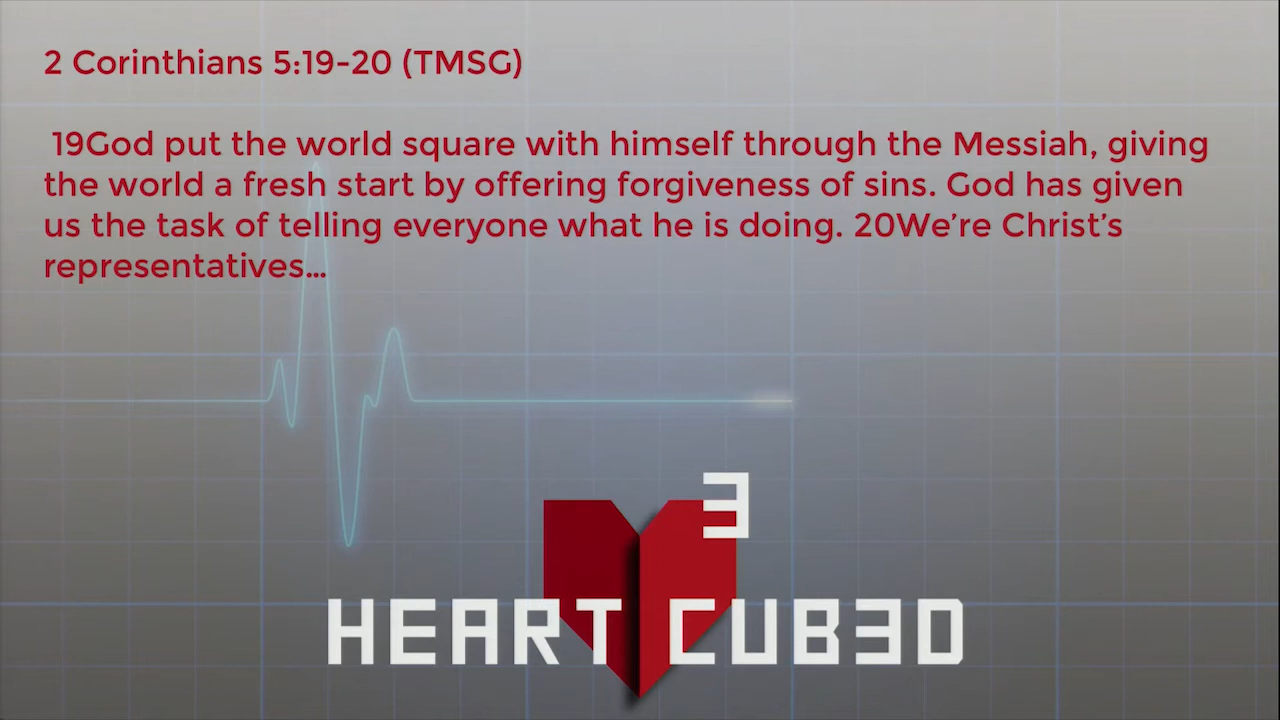 2 Corinthians 5:19-20 (TMSG)
19God put the world square with himself through the Messiah, giving
the world a fresh start by offering forgiveness of sins. God has given
us the task of telling everyone what he is doing. 20We’re Christ’s
representatives…
3
HEART CUB3D